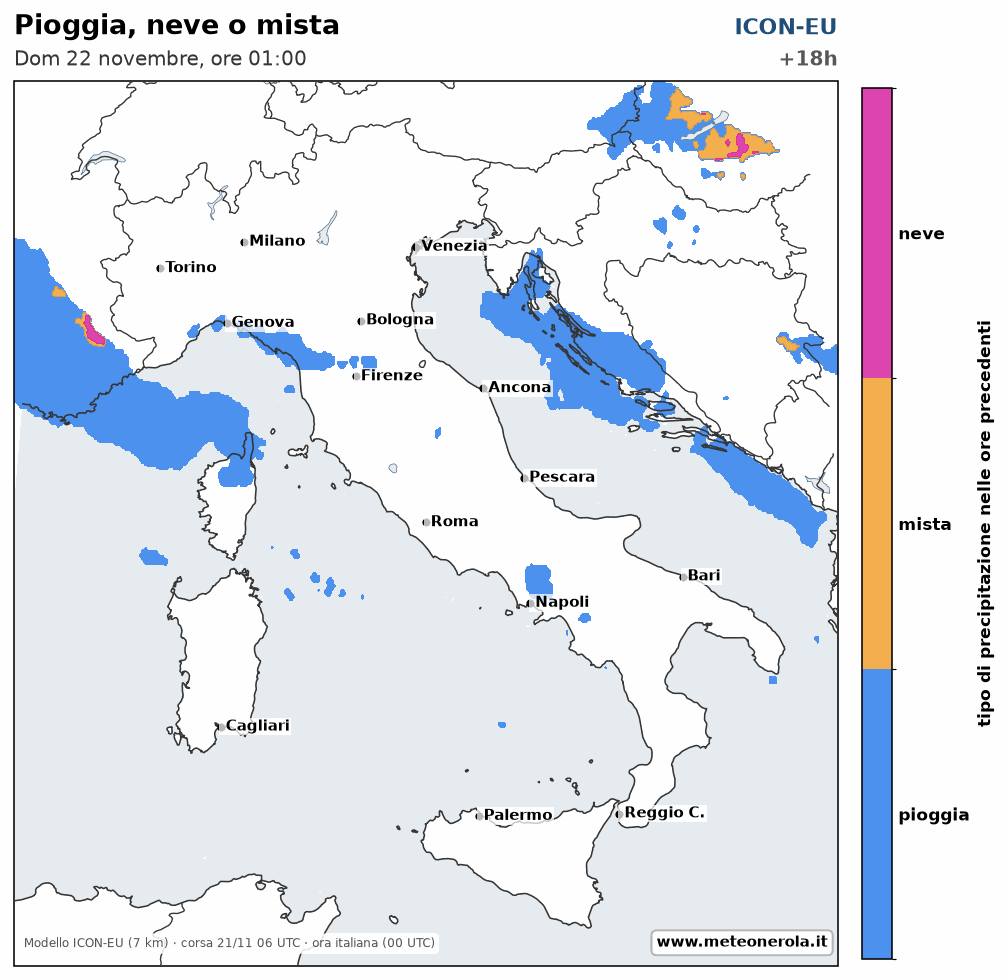 Pioggia, neve o mista
ICON-EU
Dom 22 novembre, ore 01:00
+18h
Milano
Venezia
Torino
Genova
Bologna
Firenze
Ancona
Pescara
Roma
Bari
Napoli
Cagliari
Palermo
Reggio C.
Modello ICON-EU (7 km) · corsa 21/11 06 UTC · ora italiana (00 UTC)
www.meteonerola.it
neve
mista
pioggia
tipo di precipitazione nelle ore precedenti